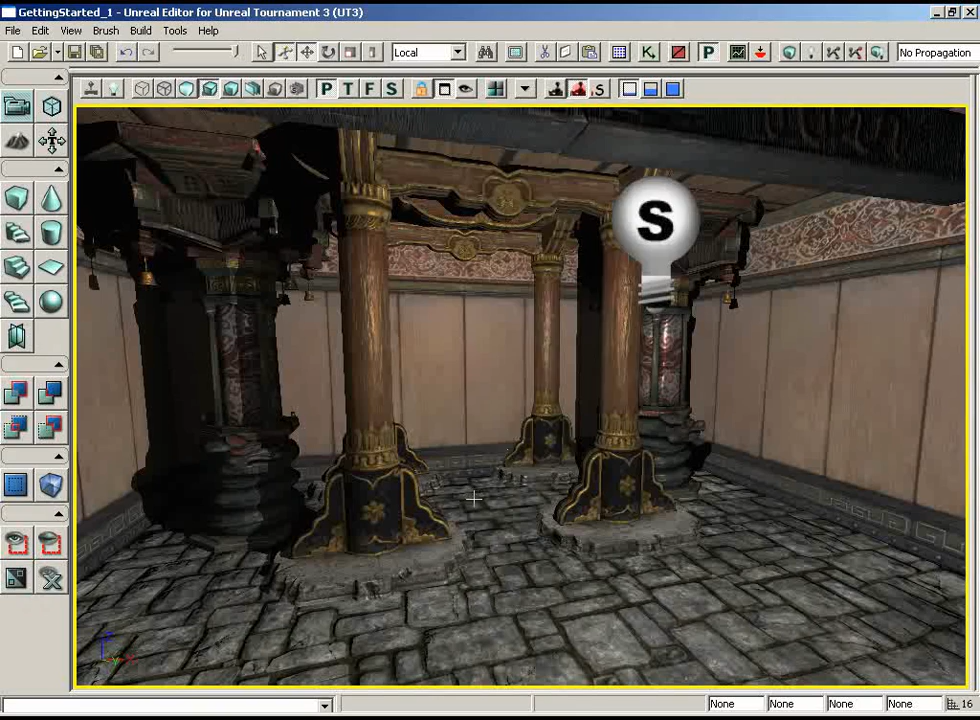 GettingStarted_1 - Unreal Editor for Unreal Tournament 3 (UT3)
File Edit View Brush Build Tools Help
Local P No Propagation
P T F S S
S
None None None None 16